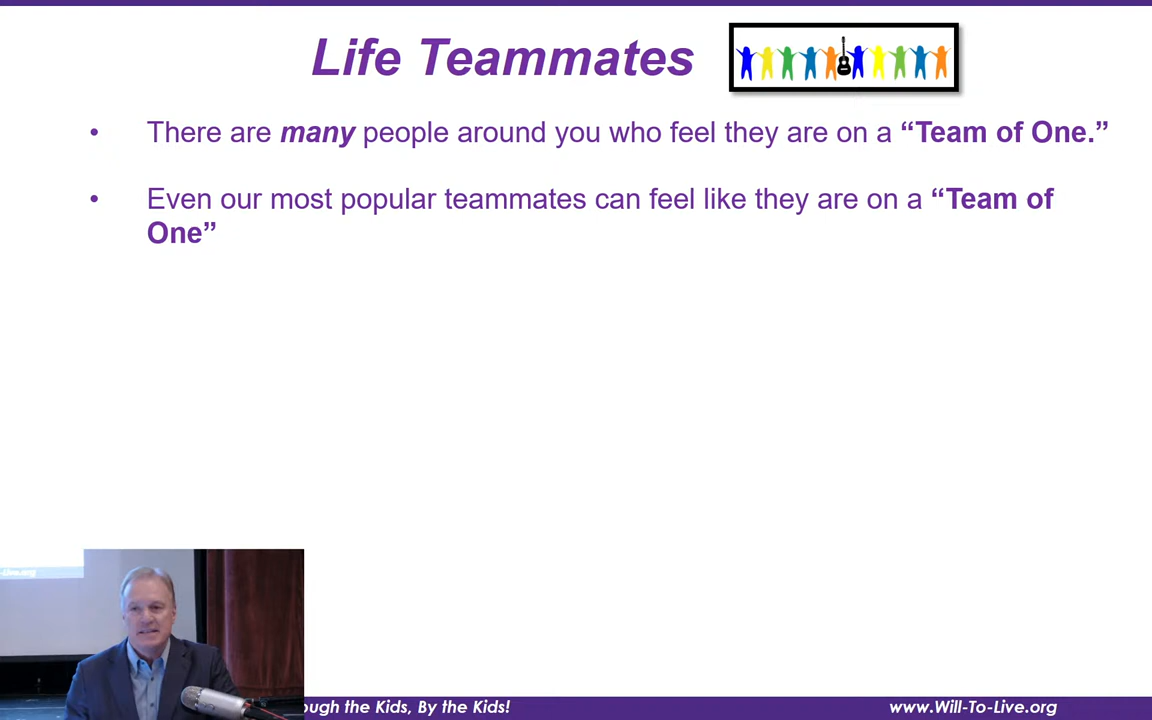 Life Teammates
• There are many people around you who feel they are on a “Team of One.”
• Even our most popular teammates can feel like they are on a “Team of
One”
the Kids, By the Kids!
www.Will-To-Live.org